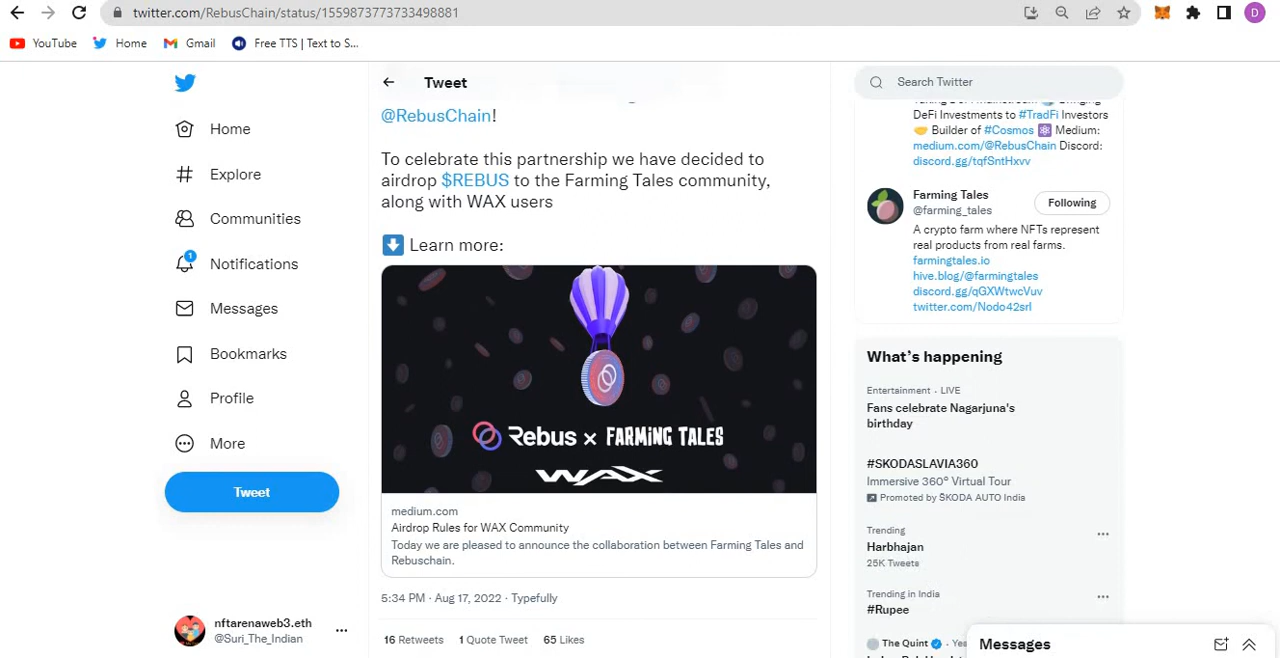 twitter.com/RebusChain/status/1559873773733498881
D
YouTube
Home
Gmail
Free TTS | Text to S...
Home
Explore
Communities
1
Notifications
Messages
Bookmarks
Profile
More
Tweet
nftarenaweb3.eth
@Suri_The_Indian
Tweet
@RebusChain!
To celebrate this partnership we have decided to
airdrop $REBUS to the Farming Tales community,
along with WAX users
Learn more:
Rebus x FARMING TALES
WAX
medium.com
Airdrop Rules for WAX Community
Today we are pleased to announce the collaboration between Farming Tales and
Rebuschain.
5:34 PM · Aug 17, 2022 · Typefully
16 Retweets 1 Quote Tweet 65 Likes
Search Twitter
DeFi Investments to #TradFi Investors
Builder of #Cosmos Medium:
medium.com/@RebusChain Discord:
discord.gg/tqfSntHxvv
Farming Tales
@farming_tales
Following
A crypto farm where NFTs represent
real products from real farms.
farmingtales.io
hive.blog/@farmingtales
discord.gg/qGXWtwcVuv
twitter.com/Nodo42srl
What's happening
Entertainment · LIVE
Fans celebrate Nagarjuna's
birthday
#SKODASLAVIA360
Immersive 360° Virtual Tour
Promoted by ŠKODA AUTO India
Trending
Harbhajan
25K Tweets
Trending in India
#Rupee
The Quint
Messages